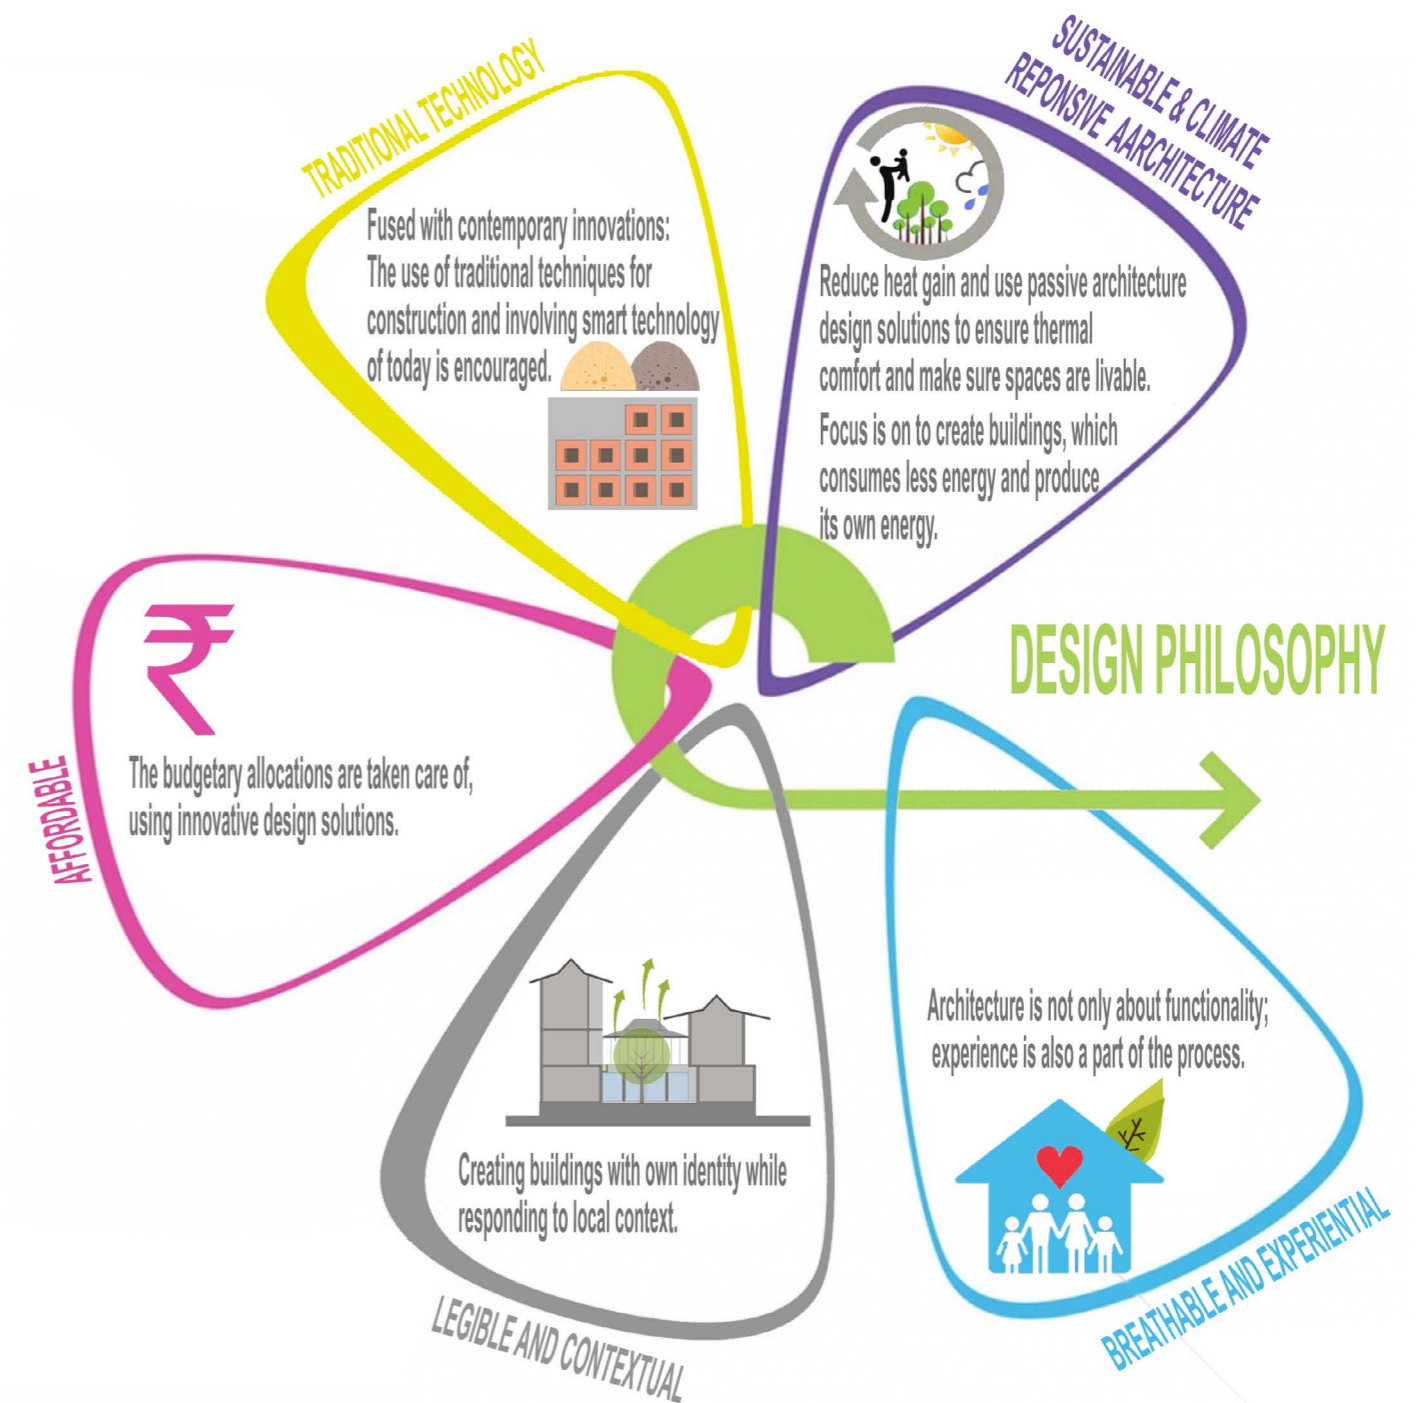 TRADITIONAL TECHNOLOGY
Fused with contemporary innovations:
The use of traditional techniques for
construction and involving smart technology
of today is encouraged.
SUSTAINABLE & CLIMATE
REPONSIVE AARCHITECTURE
Reduce heat gain and use passive architecture
design solutions to ensure thermal
comfort and make sure spaces are livable.
Focus is on to create buildings, which
consumes less energy and produce
its own energy.
DESIGN PHILOSOPHY
AFFORDABLE
₹
The budgetary allocations are taken care of,
using innovative design solutions.
Creating buildings with own identity while
responding to local context.
LEGIBLE AND CONTEXTUAL
Architecture is not only about functionality;
experience is also a part of the process.
BREATHABLE AND EXPERIENTIAL